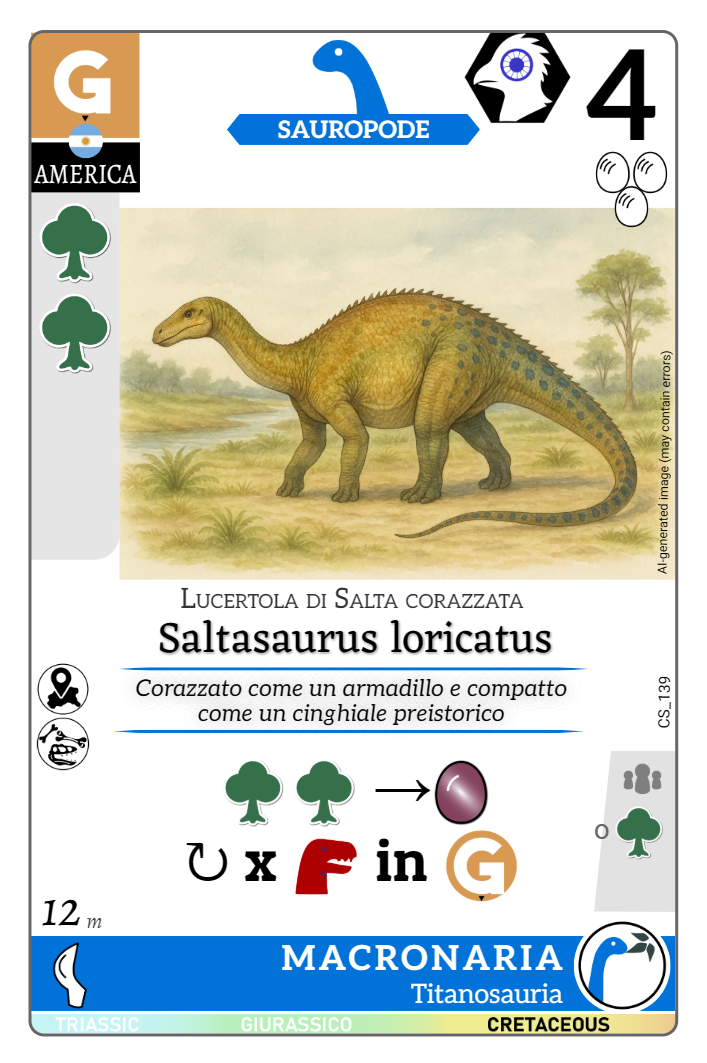 G
SAUROPODE
4
AMERICA
AI-generated image (may contain errors)
Lucertola di Salta corazzata
Saltasaurus loricatus
Corazzato come un armadillo e compatto
come un cinghiale preistorico
CS_139
o
x in G
12 m
MACRONARIA
Titanosauria
TRIASSIC GIURASSICO CRETACEOUS